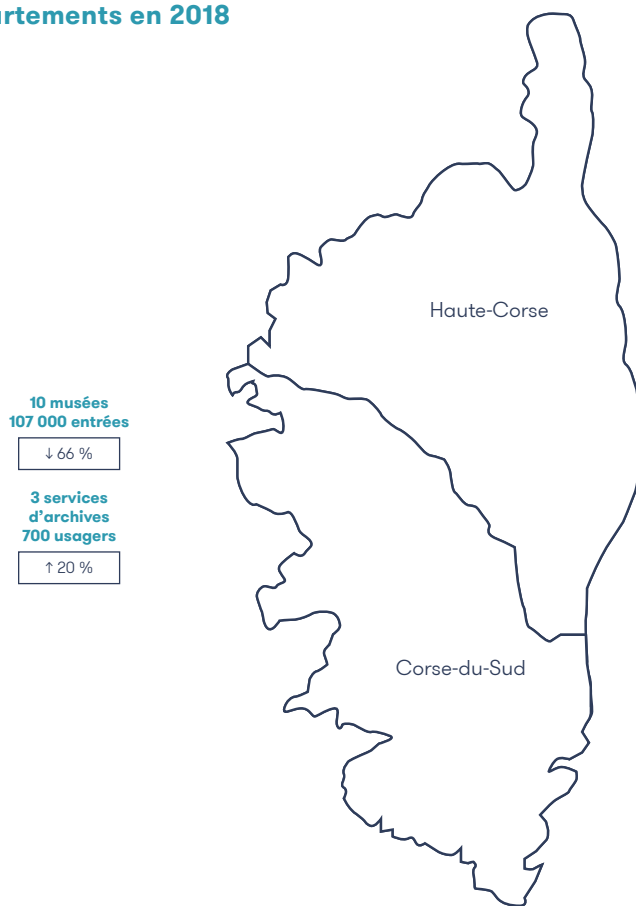 artements en 2018
Haute-Corse
10 musées
107 000 entrées
↓ 66 %
3 services
d'archives
700 usagers
↑ 20 %
Corse-du-Sud